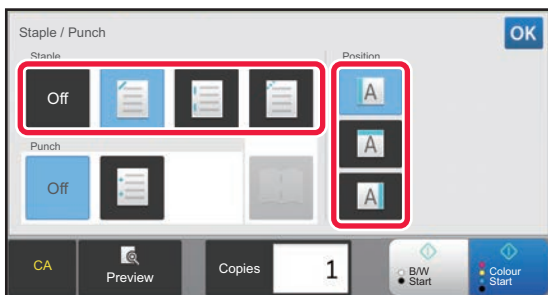 Staple / Punch
OK
Staple
Position
Off
A
A
A
Punch
Off
CA
Preview
Copies
1
B/W
Start
Colour
Start